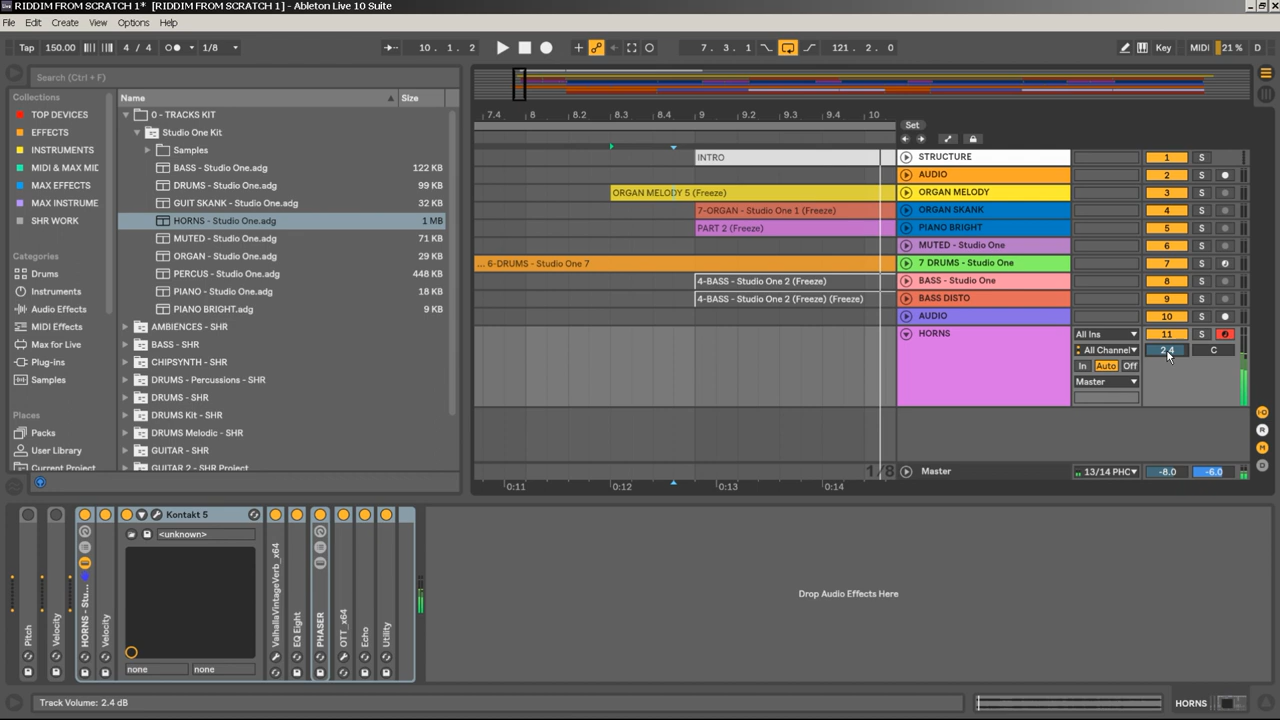 RIDDIM FROM SCRATCH 1* [RIDDIM FROM SCRATCH 1] - Ableton Live 10 Suite
File Edit Create View Options Help
Tap 150.00 4 / 4 1/8 10. 1. 2 7. 3. 1 121. 2. 0 Key MIDI 21 % D
Search (Ctrl + F)
Collections
TOP DEVICES
EFFECTS
INSTRUMENTS
MIDI & MAX MID
MAX EFFECTS
MAX INSTRUME
SHR WORK
Categories
Drums
Instruments
Audio Effects
MIDI Effects
Max for Live
Plug-ins
Samples
Places
Packs
User Library
Current Project
Name Size
0 - TRACKS KIT
Studio One Kit
Samples
BASS - Studio One.adg 122 KB
DRUMS - Studio One.adg 99 KB
GUIT SKANK - Studio One.adg 32 KB
HORNS - Studio One.adg 1 MB
MUTED - Studio One.adg 71 KB
ORGAN - Studio One.adg 29 KB
PERCUS - Studio One.adg 448 KB
PIANO - Studio One.adg 18 KB
PIANO BRIGHT.adg 9 KB
AMBIENCES - SHR
BASS - SHR
CHIPSYNTH - SHR
DRUMS - Percussions - SHR
DRUMS - SHR
DRUMS Kit - SHR
DRUMS Melodic - SHR
GUITAR - SHR
GUITAR 2 - SHR Project
7.4 8 8.2 8.3 8.4 9 9.2 9.3 9.4 10 Set
INTRO STRUCTURE 1 S
AUDIO 2 S
ORGAN MELODY 5 (Freeze) ORGAN MELODY 3 S
7-ORGAN - Studio One 1 (Freeze) ORGAN SKANK 4 S
PART 2 (Freeze) PIANO BRIGHT 5 S
MUTED - Studio One 6 S
... 6-DRUMS - Studio One 7 7 DRUMS - Studio One 7 S
4-BASS - Studio One 2 (Freeze) BASS - Studio One 8 S
4-BASS - Studio One 2 (Freeze) (Freeze) BASS DISTO 9 S
AUDIO 10 S
HORNS All Ins 11 S
All Channel 2.4 C
In Auto Off
Master
1/8 Master 13/14 PHC -8.0 -6.0
0:11 0:12 0:13 0:14
I·O
R
M
D
Pitch
Velocity
HORNS - Stu...
Velocity
Kontakt 5
<unknown>
none none
ValhallaVintageVerb_x64
EQ Eight
PHASER
OTT_x64
Echo
Utility
Drop Audio Effects Here
Track Volume: 2.4 dB HORNS